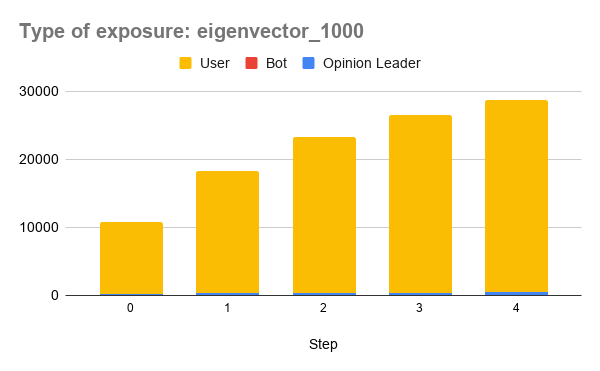 Type of exposure: eigenvector_1000
User Bot Opinion Leader
30000
20000
10000
0
0 1 2 3 4
Step